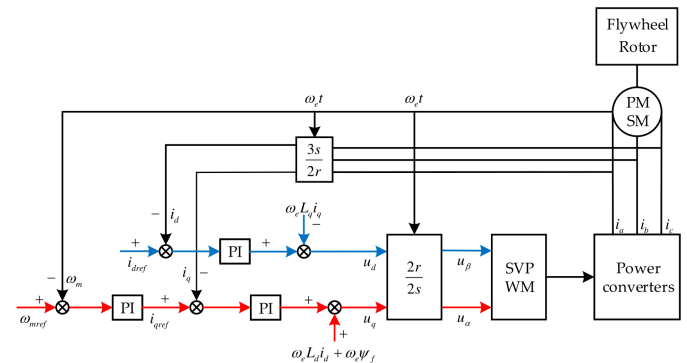 Flywheel
Rotor
ω_e t
ω_e t
PM
SM
3s
2r
− i_d
ω_e L_q i_q
−
i_a i_b i_c
+
i_dref
i_q −
PI
+
u_d
2r
2s
u_β
SVP
WM
Power
converters
− ω_m
+
ω_mref
PI
+
i_qref
PI
+
u_q
u_α
+
ω_e L_d i_d + ω_e ψ_f